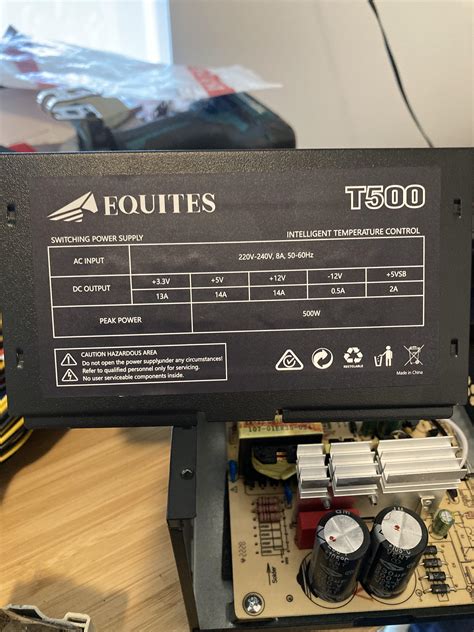 EQUITES
T500
SWITCHING POWER SUPPLY
INTELLIGENT TEMPERATURE CONTROL
AC INPUT 220V-240V, 8A, 50-60Hz
DC OUTPUT +3.3V +5V +12V -12V +5VSB
13A 14A 14A 0.5A 2A
PEAK POWER 500W
CAUTION HAZARDOUS AREA
Do not open the power supplyunder any circumstances!
Refer to qualified personnel only for servicing.
No user serviceable components inside.
RECYCLABLE
Made in China